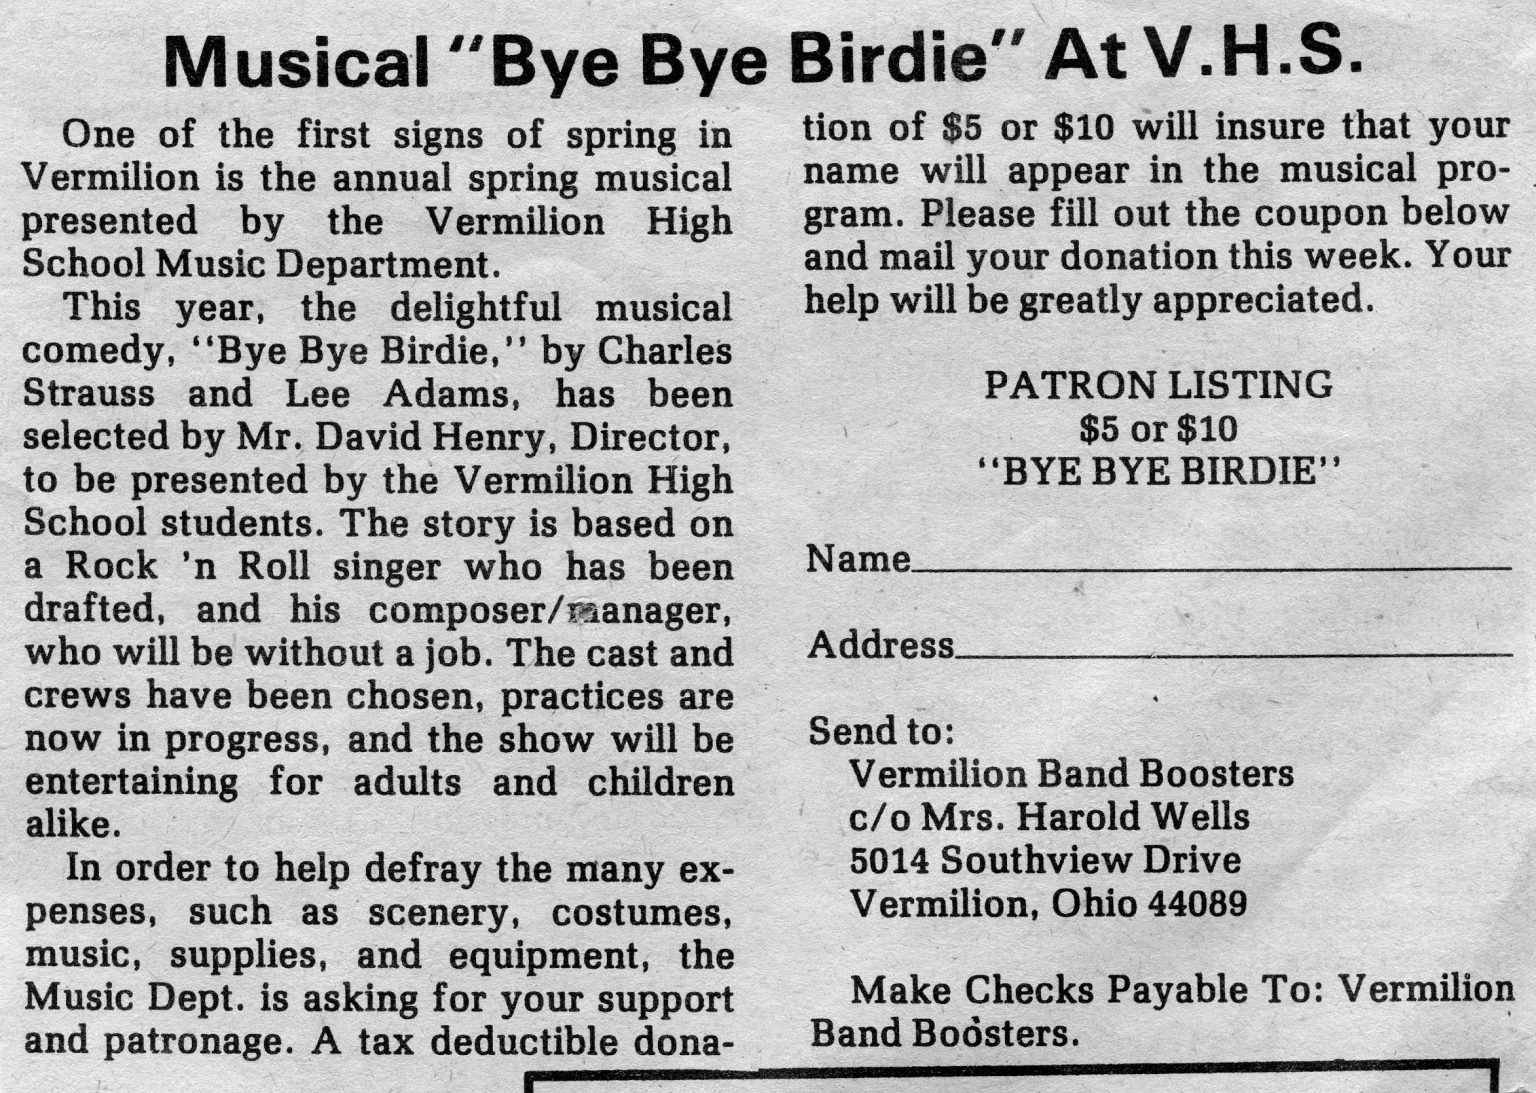 Musical "Bye Bye Birdie" At V.H.S.
One of the first signs of spring in
Vermilion is the annual spring musical
presented by the Vermilion High
School Music Department.
This year, the delightful musical
comedy, "Bye Bye Birdie," by Charles
Strauss and Lee Adams, has been
selected by Mr. David Henry, Director,
to be presented by the Vermilion High
School students. The story is based on
a Rock 'n Roll singer who has been
drafted, and his composer/manager,
who will be without a job. The cast and
crews have been chosen, practices are
now in progress, and the show will be
entertaining for adults and children
alike.
In order to help defray the many ex-
penses, such as scenery, costumes,
music, supplies, and equipment, the
Music Dept. is asking for your support
and patronage. A tax deductible dona-
tion of $5 or $10 will insure that your
name will appear in the musical pro-
gram. Please fill out the coupon below
and mail your donation this week. Your
help will be greatly appreciated.
PATRON LISTING
$5 or $10
"BYE BYE BIRDIE"
Name
Address
Send to:
Vermilion Band Boosters
c/o Mrs. Harold Wells
5014 Southview Drive
Vermilion, Ohio 44089
Make Checks Payable To: Vermilion
Band Boosters.